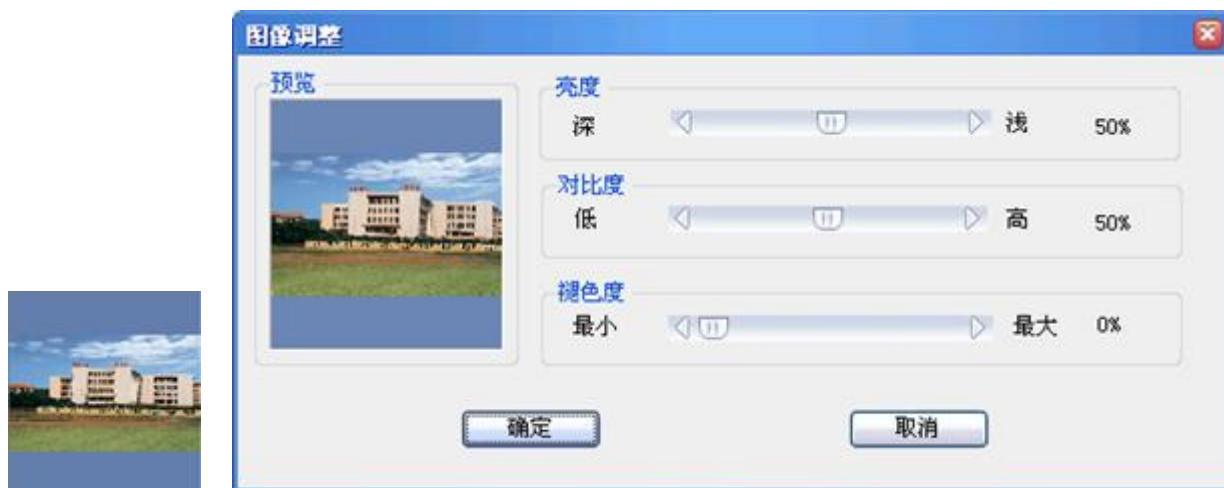 图像调整
预览
亮度
深 浅 50%
对比度
低 高 50%
褪色度
最小 最大 0%
确定 取消